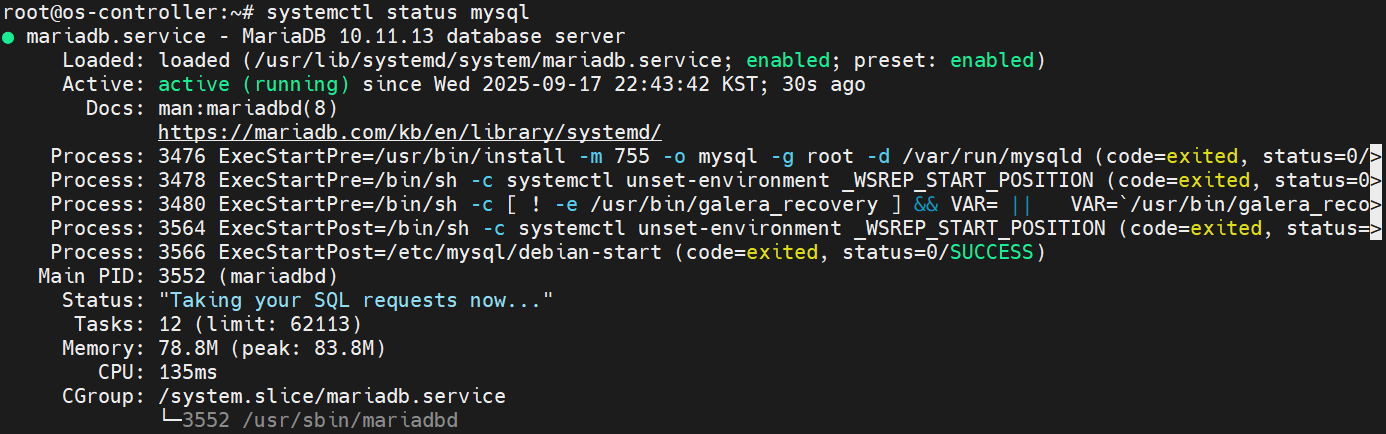 root@os-controller:~# systemctl status mysql
● mariadb.service - MariaDB 10.11.13 database server
     Loaded: loaded (/usr/lib/systemd/system/mariadb.service; enabled; preset: enabled)
     Active: active (running) since Wed 2025-09-17 22:43:42 KST; 30s ago
       Docs: man:mariadbd(8)
             https://mariadb.com/kb/en/library/systemd/
    Process: 3476 ExecStartPre=/usr/bin/install -m 755 -o mysql -g root -d /var/run/mysqld (code=exited, status=0/>
    Process: 3478 ExecStartPre=/bin/sh -c systemctl unset-environment _WSREP_START_POSITION (code=exited, status=0>
    Process: 3480 ExecStartPre=/bin/sh -c [ ! -e /usr/bin/galera_recovery ] && VAR= ||   VAR=`/usr/bin/galera_reco>
    Process: 3564 ExecStartPost=/bin/sh -c systemctl unset-environment _WSREP_START_POSITION (code=exited, status=>
    Process: 3566 ExecStartPost=/etc/mysql/debian-start (code=exited, status=0/SUCCESS)
   Main PID: 3552 (mariadbd)
     Status: "Taking your SQL requests now..."
      Tasks: 12 (limit: 62113)
     Memory: 78.8M (peak: 83.8M)
        CPU: 135ms
     CGroup: /system.slice/mariadb.service
             └─3552 /usr/sbin/mariadbd